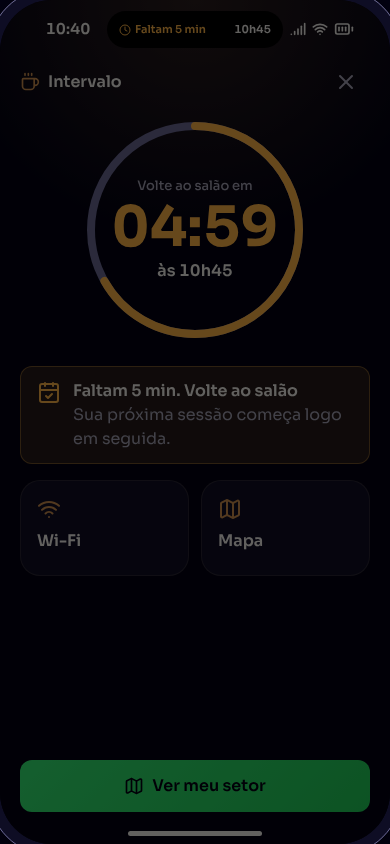 10:40
Faltam 5 min 10h45
Intervalo
Volte ao salão em
04:59
às 10h45
Faltam 5 min. Volte ao salão
Sua próxima sessão começa logo
em seguida.
Wi-Fi
Mapa
Ver meu setor